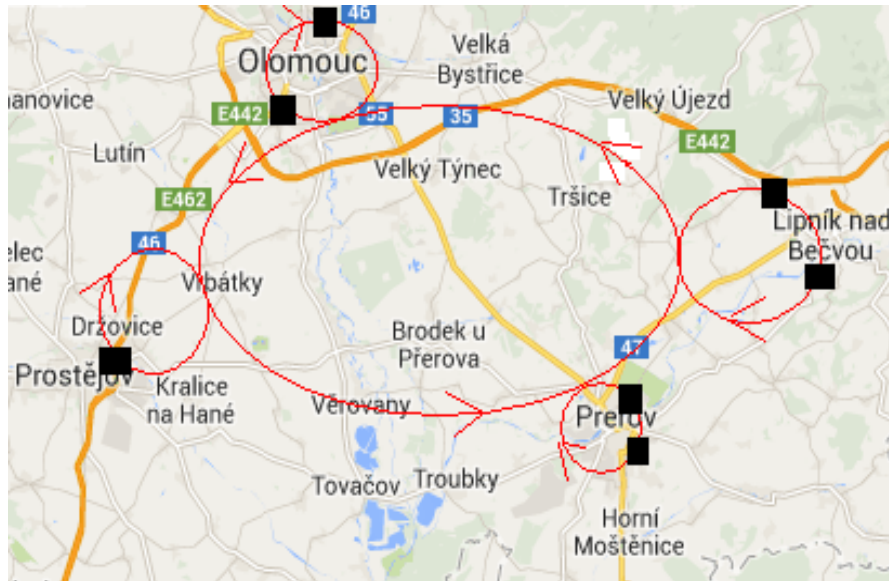 46
Olomouc
Velká
Bystřice
anovice
E442
55
35
Velký Újezd
E442
Lutín
Velký Týnec
E462
Tršice
46
elec
ané
Vrbátky
Lipník nad
Bečvou
Držovice
Brodek u
Přerova
47
Prostějov
Kralice
na Hané
Věrovany
Přerov
Tovačov
Troubky
Horní
Moštěnice